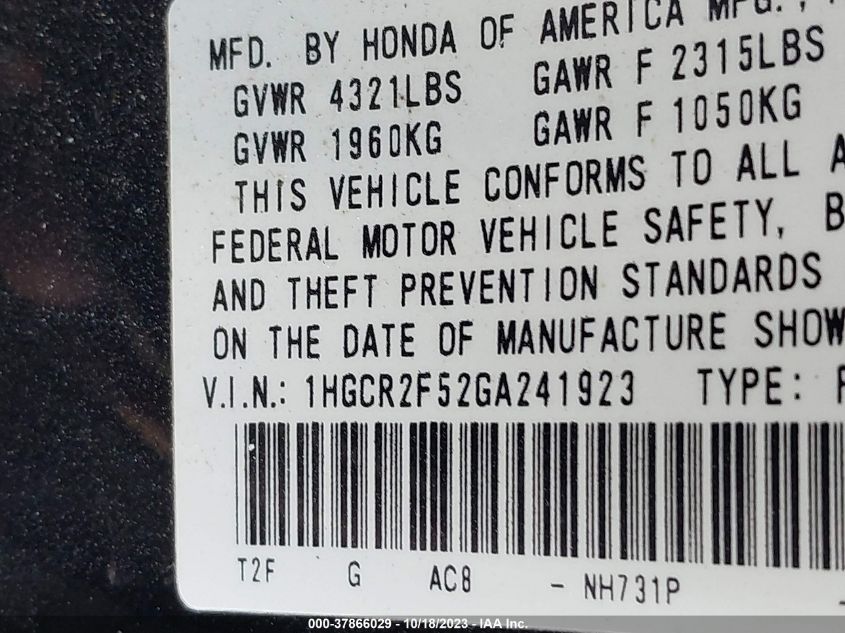 MFD. BY HONDA OF AMERICA MFG.,
GVWR 4321LBS GAWR F 2315LBS
GVWR 1960KG GAWR F 1050KG
THIS VEHICLE CONFORMS TO ALL A
FEDERAL MOTOR VEHICLE SAFETY, B
AND THEFT PREVENTION STANDARDS
ON THE DATE OF MANUFACTURE SHOW
V.I.N.: 1HGCR2F52GA241923 TYPE: P
T2F G AC8 - NH731P -
000-37866029 - 10/18/2023 - IAA Inc.